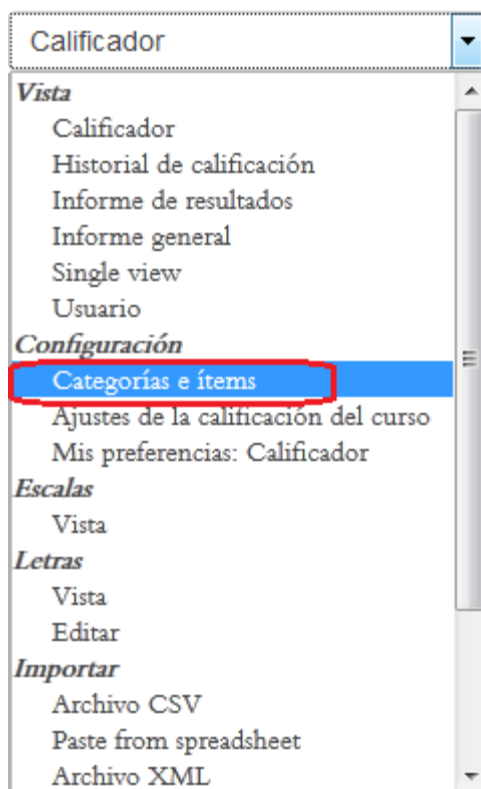 Calificador
Vista
Calificador
Historial de calificación
Informe de resultados
Informe general
Single view
Usuario
Configuración
Categorías e ítems
Ajustes de la calificación del curso
Mis preferencias: Calificador
Escalas
Vista
Letras
Vista
Editar
Importar
Archivo CSV
Paste from spreadsheet
Archivo XML